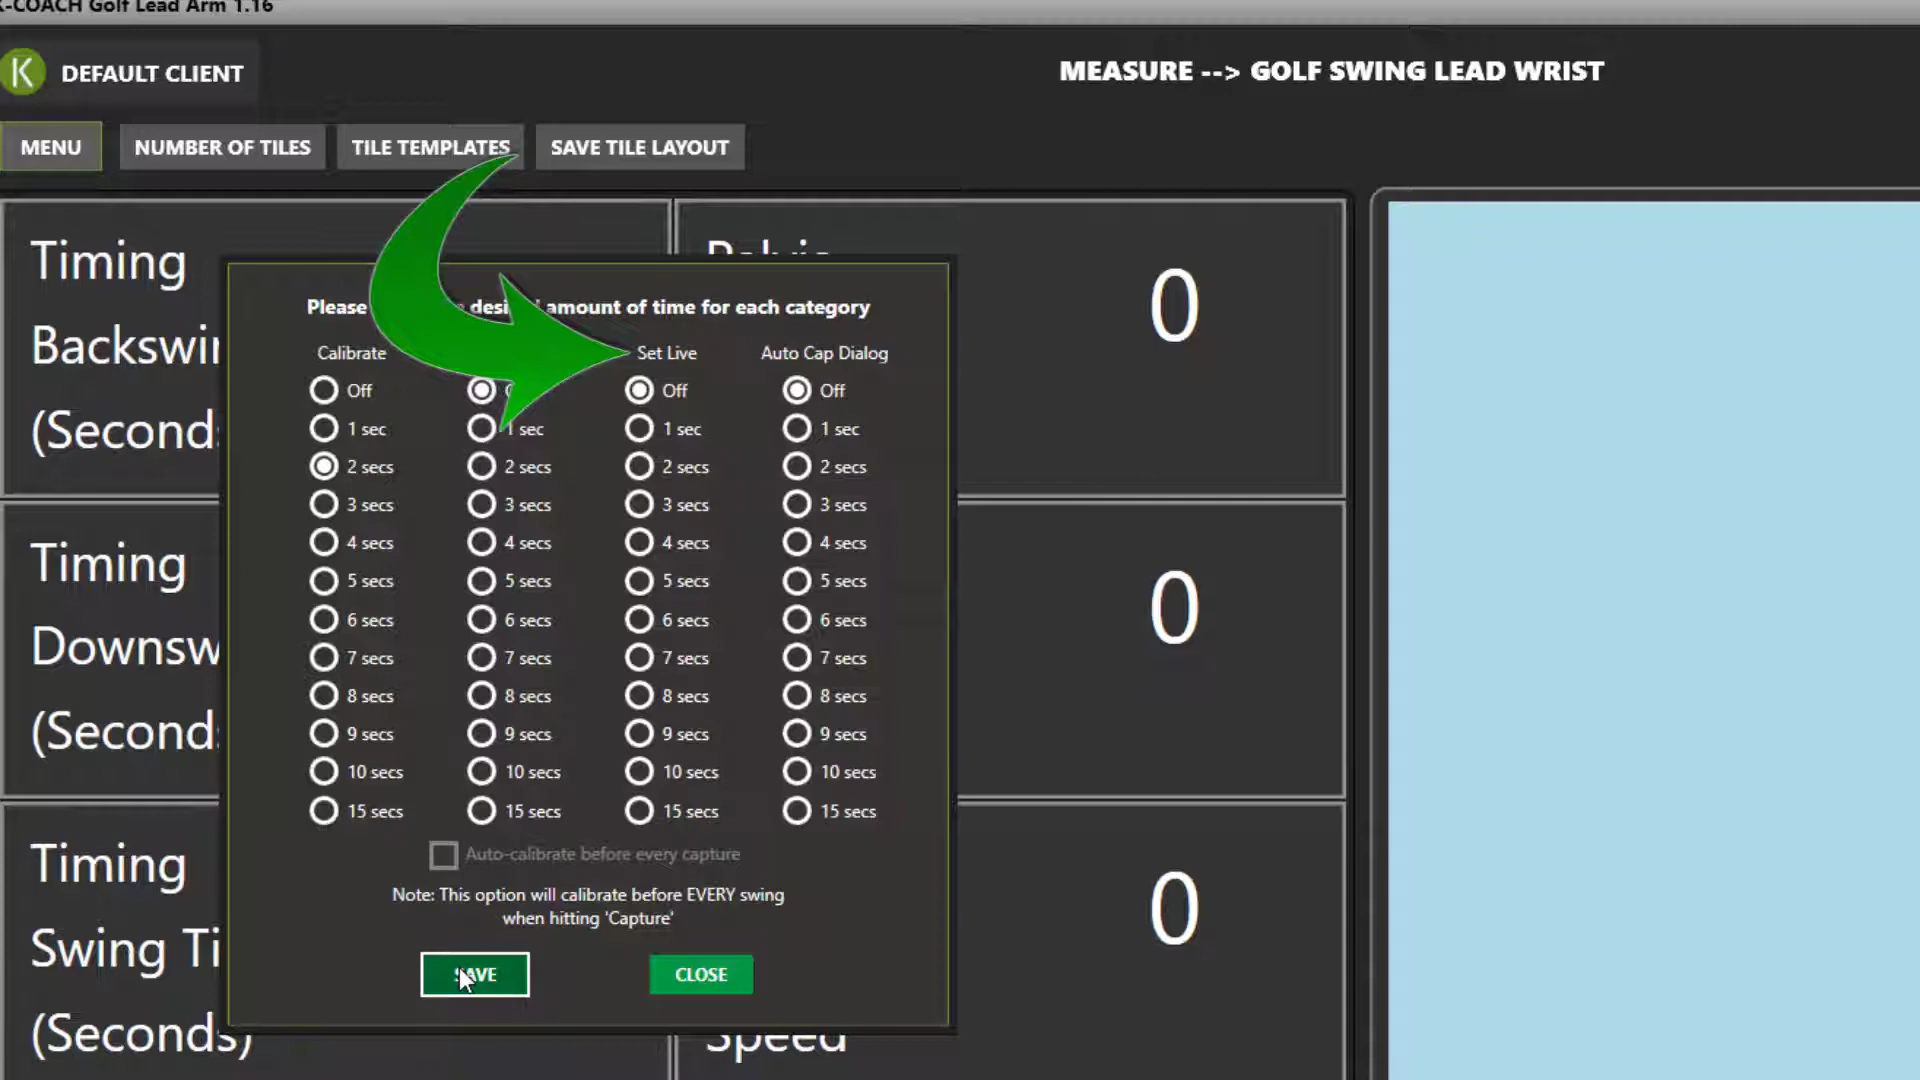 K-COACH Golf Lead Arm 1.16
K DEFAULT CLIENT
MEASURE --> GOLF SWING LEAD WRIST
MENU NUMBER OF TILES TILE TEMPLATES SAVE TILE LAYOUT
Timing
Backswin
(Seconds
0
Timing
Downsw
(Seconds
0
Timing
Swing Ti
(Seconds)
0
Speed
Please desi amount of time for each category
Calibrate Set Live Auto Cap Dialog
Off Off Off
1 sec 1 sec 1 sec 1 sec
2 secs 2 secs 2 secs 2 secs
3 secs 3 secs 3 secs 3 secs
4 secs 4 secs 4 secs 4 secs
5 secs 5 secs 5 secs 5 secs
6 secs 6 secs 6 secs 6 secs
7 secs 7 secs 7 secs 7 secs
8 secs 8 secs 8 secs 8 secs
9 secs 9 secs 9 secs 9 secs
10 secs 10 secs 10 secs 10 secs
15 secs 15 secs 15 secs 15 secs
Auto-calibrate before every capture
Note: This option will calibrate before EVERY swing
when hitting 'Capture'
SAVE CLOSE